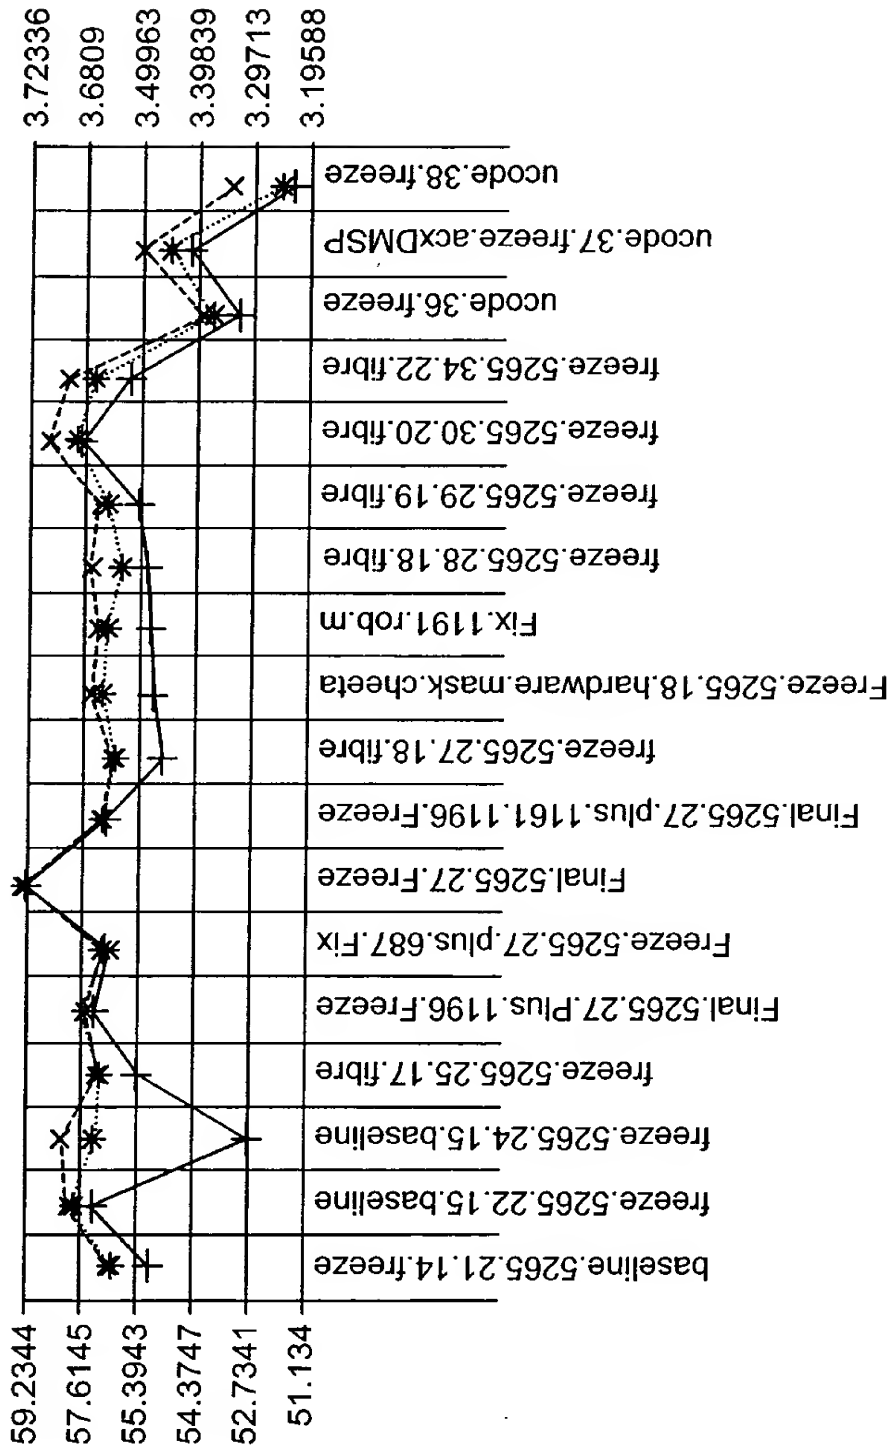 3.72336
3.6809
3.49963
3.39839
3.29713
3.19588
ucode.38.freeze
ucode.37.freeze.acxDMSP
ucode.36.freeze
freeze.5265.34.22.fibre
freeze.5265.30.20.fibre
freeze.5265.29.19.fibre
freeze.5265.28.18.fibre
Fix.1191.rob.m
Freeze.5265.18.hardware.mask.cheeta
freeze.5265.27.18.fibre
Final.5265.27.plus.1161.1196.Freeze
Final.5265.27.Freeze
Freeze.5265.27.plus.687.Fix
Final.5265.27.Plus.1196.Freeze
freeze.5265.25.17.fibre
freeze.5265.24.15.baseline
freeze.5265.22.15.baseline
baseline.5265.21.14.freeze
59.2344
57.6145
55.3943
54.3747
52.7341
51.134